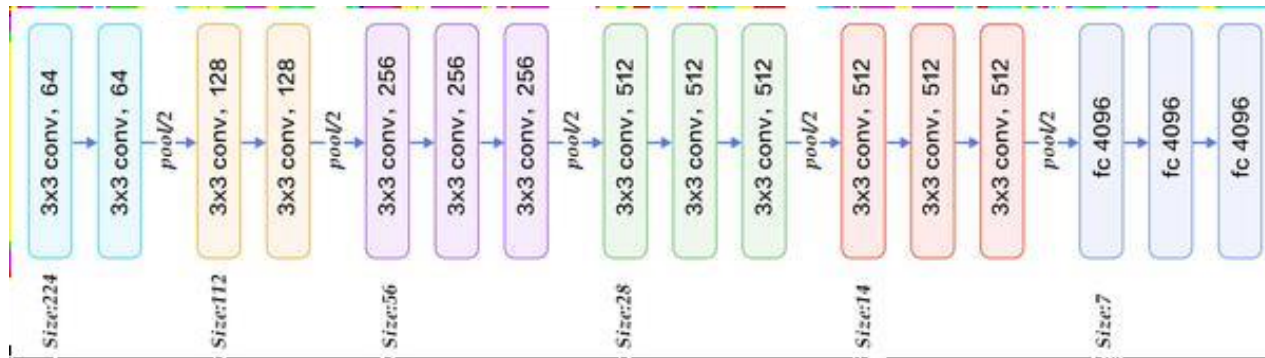 3x3 conv, 64
3x3 conv, 64
pool/2
3x3 conv, 128
3x3 conv, 128
pool/2
3x3 conv, 256
3x3 conv, 256
3x3 conv, 256
pool/2
3x3 conv, 512
3x3 conv, 512
3x3 conv, 512
pool/2
3x3 conv, 512
3x3 conv, 512
3x3 conv, 512
pool/2
fc 4096
fc 4096
fc 4096
Size:224
Size:112
Size:56
Size:28
Size:14
Size:7